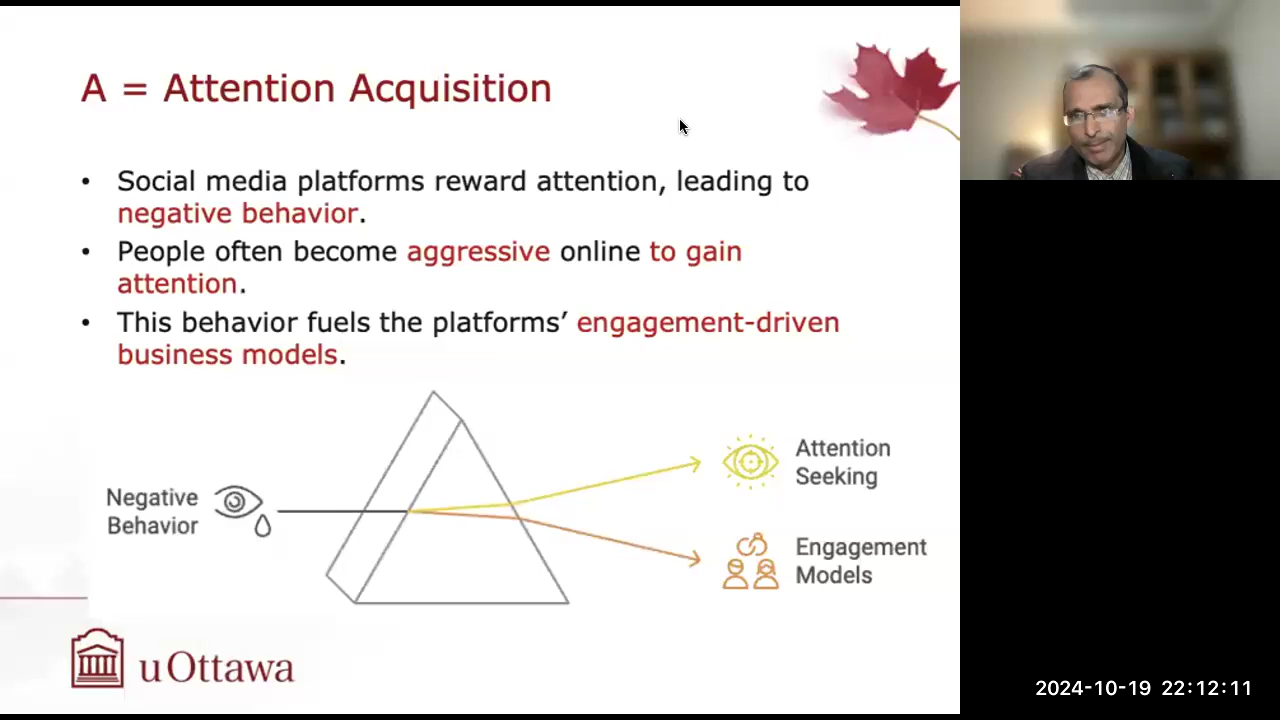 A = Attention Acquisition
• Social media platforms reward attention, leading to
negative behavior.
• People often become aggressive online to gain
attention.
• This behavior fuels the platforms’ engagement-driven
business models.
Negative
Behavior
Attention
Seeking
Engagement
Models
uOttawa
2024-10-19 22:12:11